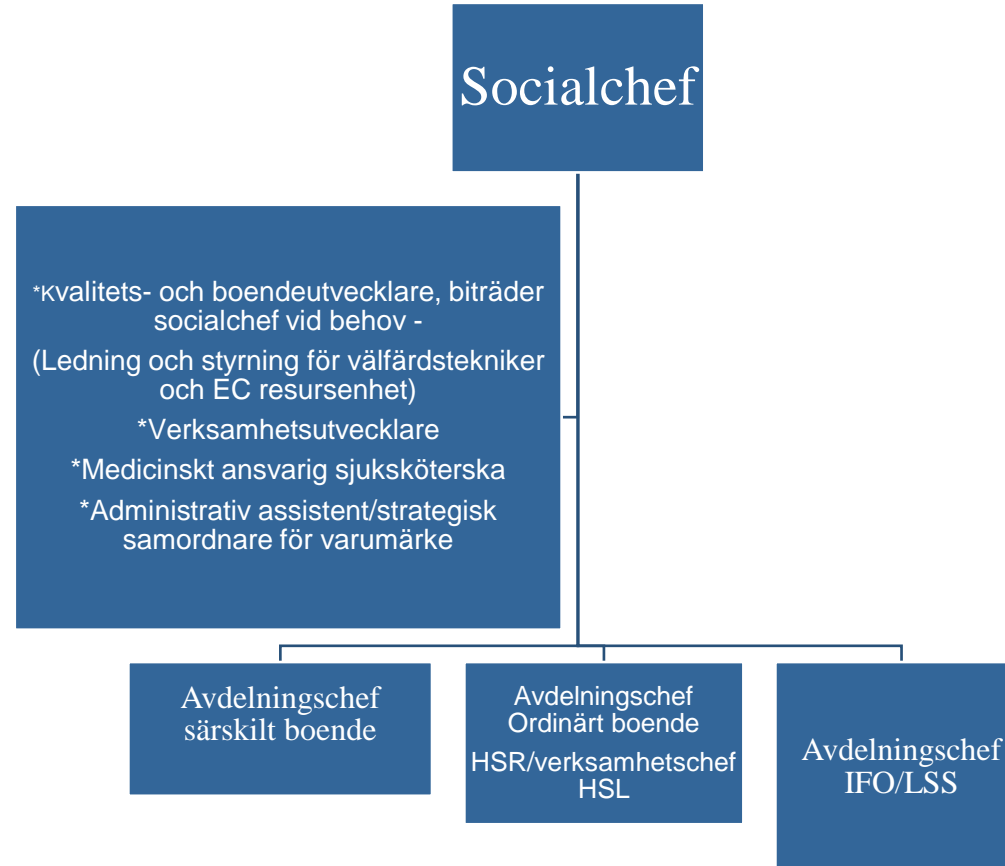 Socialchef
*Kvalitets- och boendeutvecklare, biträder
socialchef vid behov -
(Ledning och styrning för välfärdstekniker
och EC resursenhet)
*Verksamhetsutvecklare
*Medicinskt ansvarig sjuksköterska
*Administrativ assistent/strategisk
samordnare för varumärke
Avdelningschef
särskilt boende
Avdelningschef
Ordinärt boende
HSR/verksamhetschef
HSL
Avdelningschef
IFO/LSS